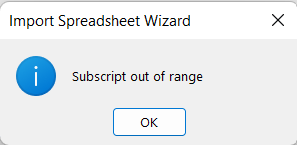 Import Spreadsheet Wizard
Subscript out of range
OK